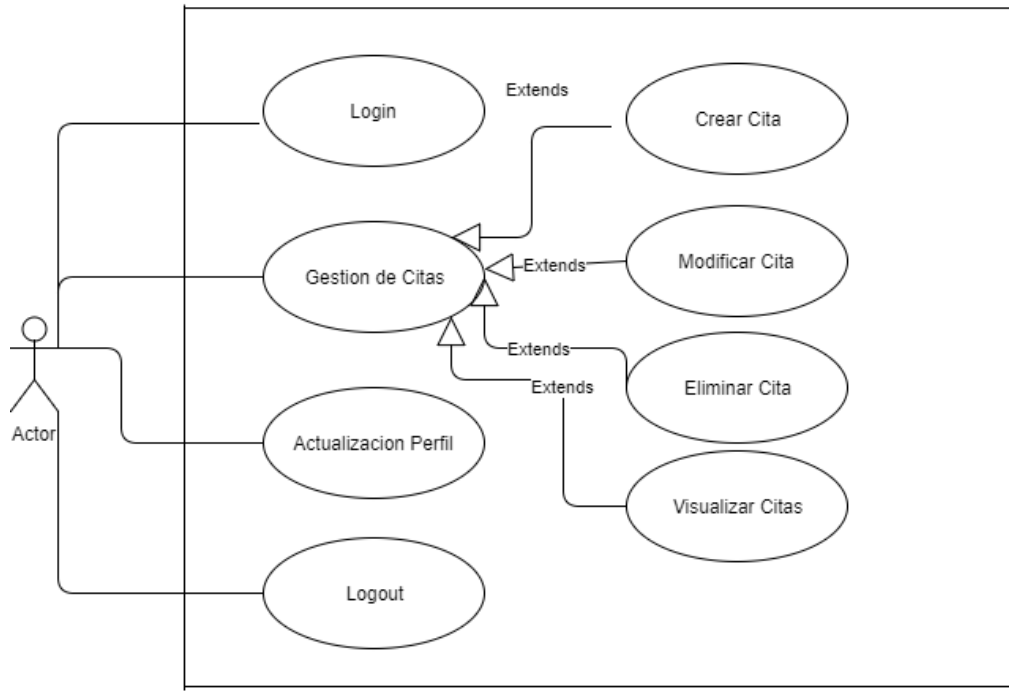 Login
Extends
Crear Cita
Gestion de Citas
Extends
Modificar Cita
Extends
Eliminar Cita
Extends
Actor
Actualizacion Perfil
Visualizar Citas
Logout